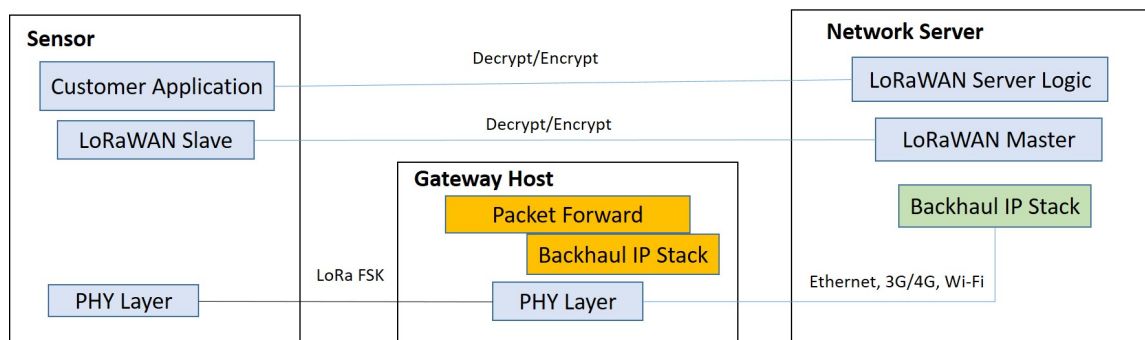 Sensor
Customer Application
LoRaWAN Slave
PHY Layer
Decrypt/Encrypt
Decrypt/Encrypt
LoRa FSK
Gateway Host
Packet Forward
Backhaul IP Stack
PHY Layer
Ethernet, 3G/4G, Wi-Fi
Network Server
LoRaWAN Server Logic
LoRaWAN Master
Backhaul IP Stack